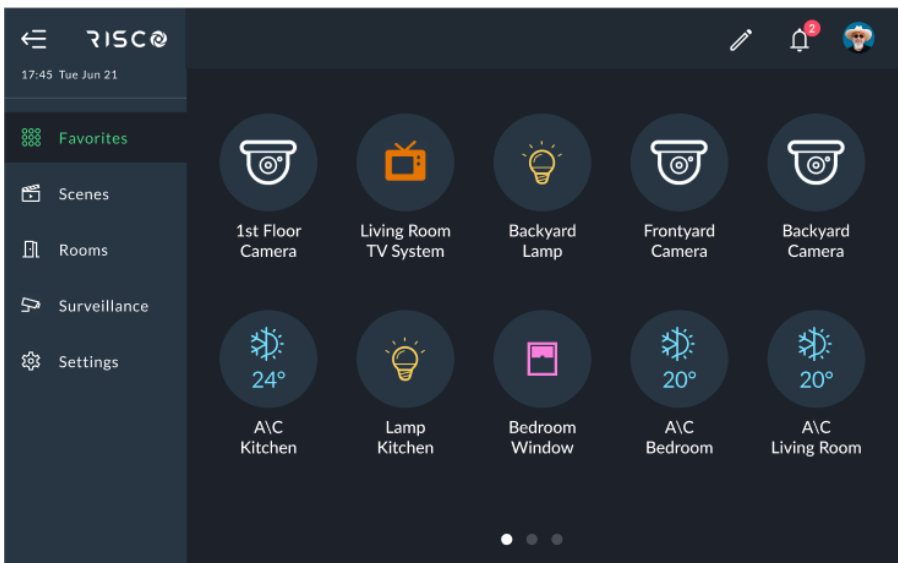 RISCO
2
17:45 Tue Jun 21
Favorites
Scenes
Rooms
Surveillance
Settings
1st Floor
Camera
Living Room
TV System
Backyard
Lamp
Frontyard
Camera
Backyard
Camera
24°
A\C
Kitchen
Lamp
Kitchen
Bedroom
Window
20°
A\C
Bedroom
20°
A\C
Living Room